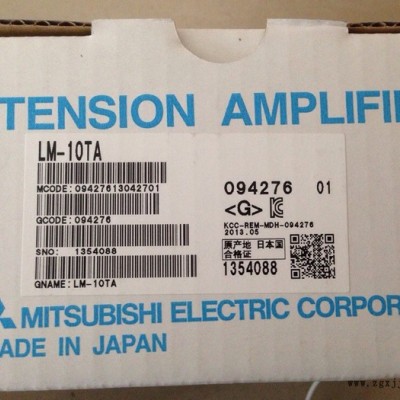 TENSION AMPLIFI
LM-10TA
MCODE: 09427613042701
GCODE: 094276
SNO: 1354088
GNAME: LM-10TA
094276 01
<G>
KCC-REM-MDH-094276
2013.05
原产地 日本国
合格证
1354088
MITSUBISHI ELECTRIC CORPOR
MADE IN JAPAN